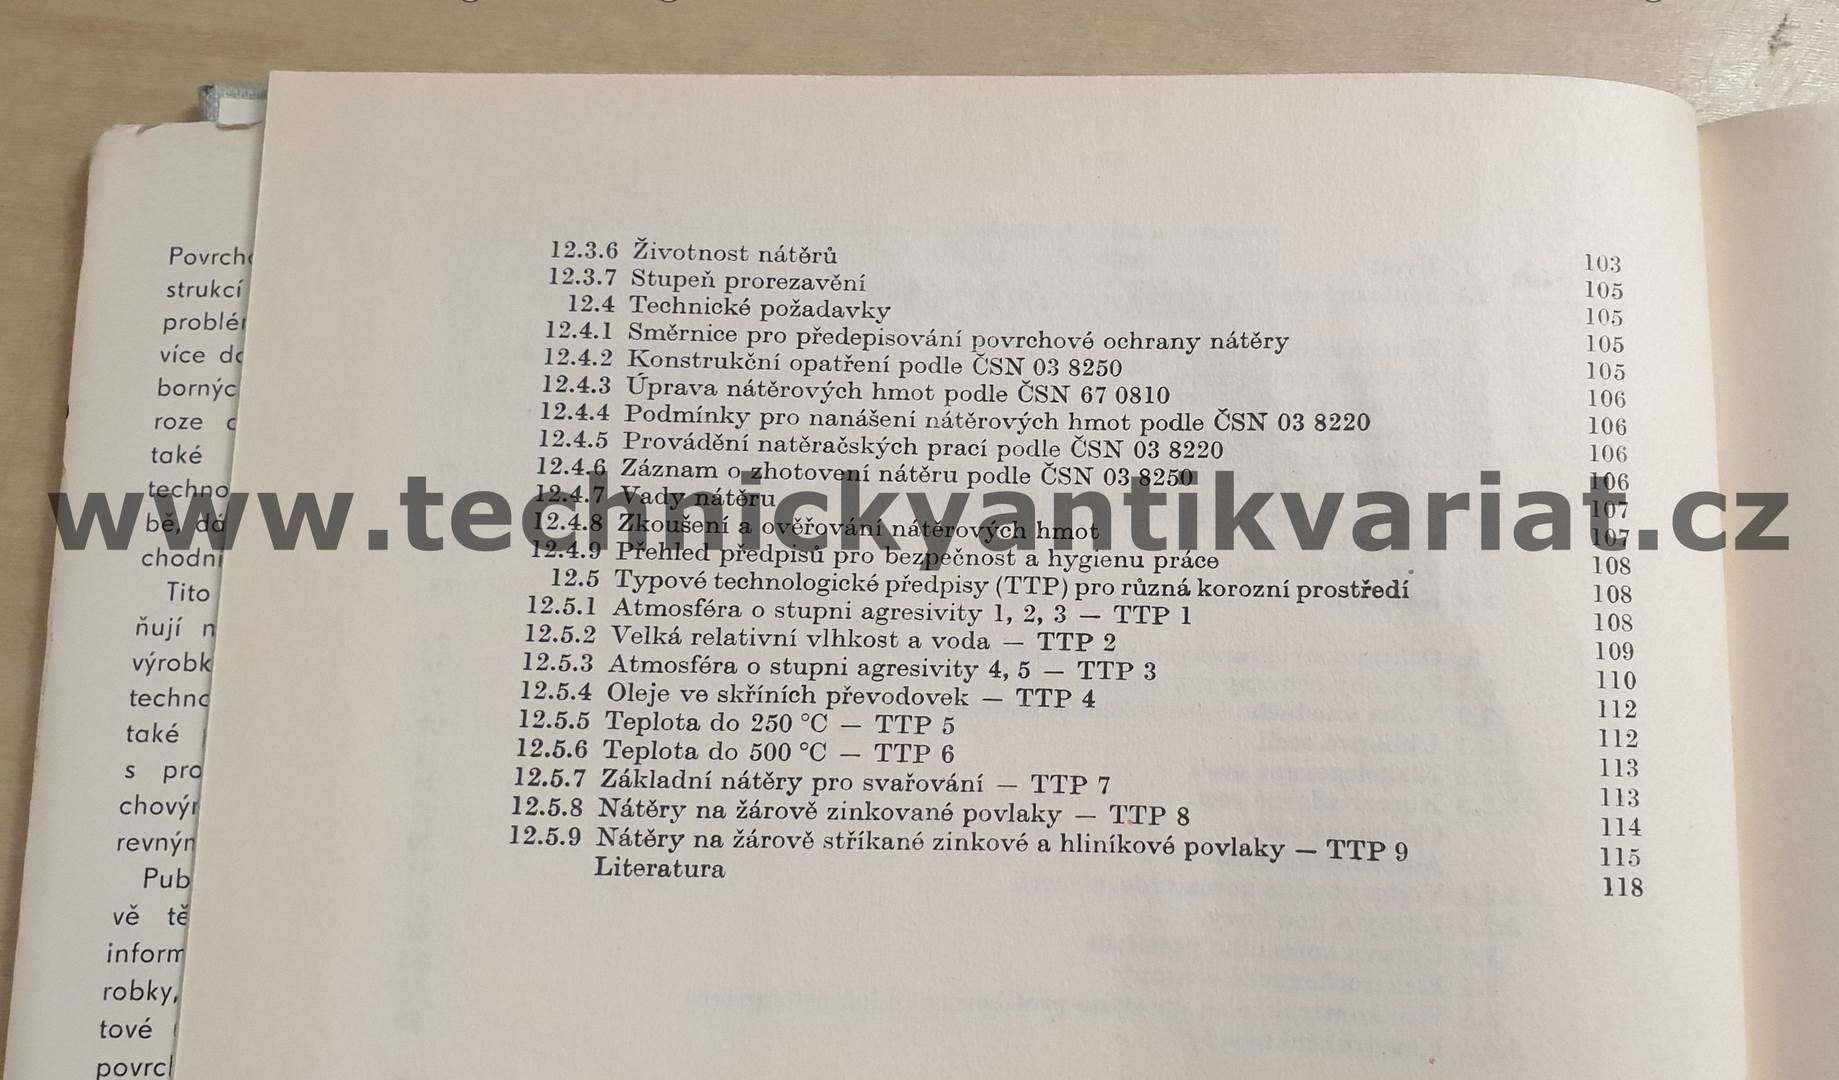 12.3.6 Životnost nátěrů 103
12.3.7 Stupeň prorezavění 105
12.4 Technické požadavky 105
12.4.1 Směrnice pro předepisování povrchové ochrany nátěry 105
12.4.2 Konstrukční opatření podle ČSN 03 8250 105
12.4.3 Úprava nátěrových hmot podle ČSN 67 0810 106
12.4.4 Podmínky pro nanášení nátěrových hmot podle ČSN 03 8220 106
12.4.5 Provádění natěračských prací podle ČSN 03 8220 106
12.4.6 Záznam o zhotovení nátěru podle ČSN 03 8250 106
12.4.7 Vady nátěru 107
12.4.8 Zkoušení a ověřování nátěrových hmot 107
12.4.9 Přehled předpisů pro bezpečnost a hygienu práce 108
12.5 Typové technologické předpisy (TTP) pro různá korozní prostředí 108
12.5.1 Atmosféra o stupni agresivity 1, 2, 3 — TTP 1 108
12.5.2 Velká relativní vlhkost a voda — TTP 2 109
12.5.3 Atmosféra o stupni agresivity 4, 5 — TTP 3 110
12.5.4 Oleje ve skříních převodovek — TTP 4 112
12.5.5 Teplota do 250 °C — TTP 5 112
12.5.6 Teplota do 500 °C — TTP 6 113
12.5.7 Základní nátěry pro svařování — TTP 7 113
12.5.8 Nátěry na žárově zinkované povlaky — TTP 8 114
12.5.9 Nátěry na žárově stříkané zinkové a hliníkové povlaky — TTP 9 115
Literatura 118
www.technickyantikvariat.cz
Povrch
strukcí
problé
více
bornýc
roze
také
techno
bě, dá
chodní
Tito
ňují n
výrobk
techno
také
s pro
chový
revným
Pub
vě tě
inform
robky,
tové
povrcl